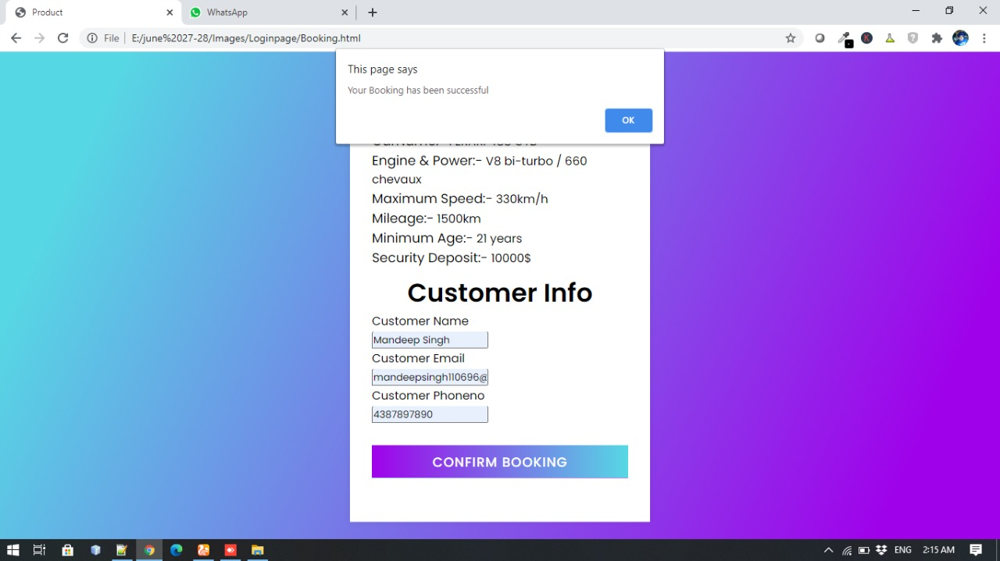 Product
WhatsApp
File
E:/june%2027-28/Images/Loginpage/Booking.html
This page says
Your Booking has been successful
OK
Engine & Power:- V8 bi-turbo / 660
chevaux
Maximum Speed:- 330km/h
Mileage:- 1500km
Minimum Age:- 21 years
Security Deposit:- 10000$
Customer Info
Customer Name
Mandeep Singh
Customer Email
mandeepsingh110696@
Customer Phoneno
4387897890
CONFIRM BOOKING
ENG
2:15 AM